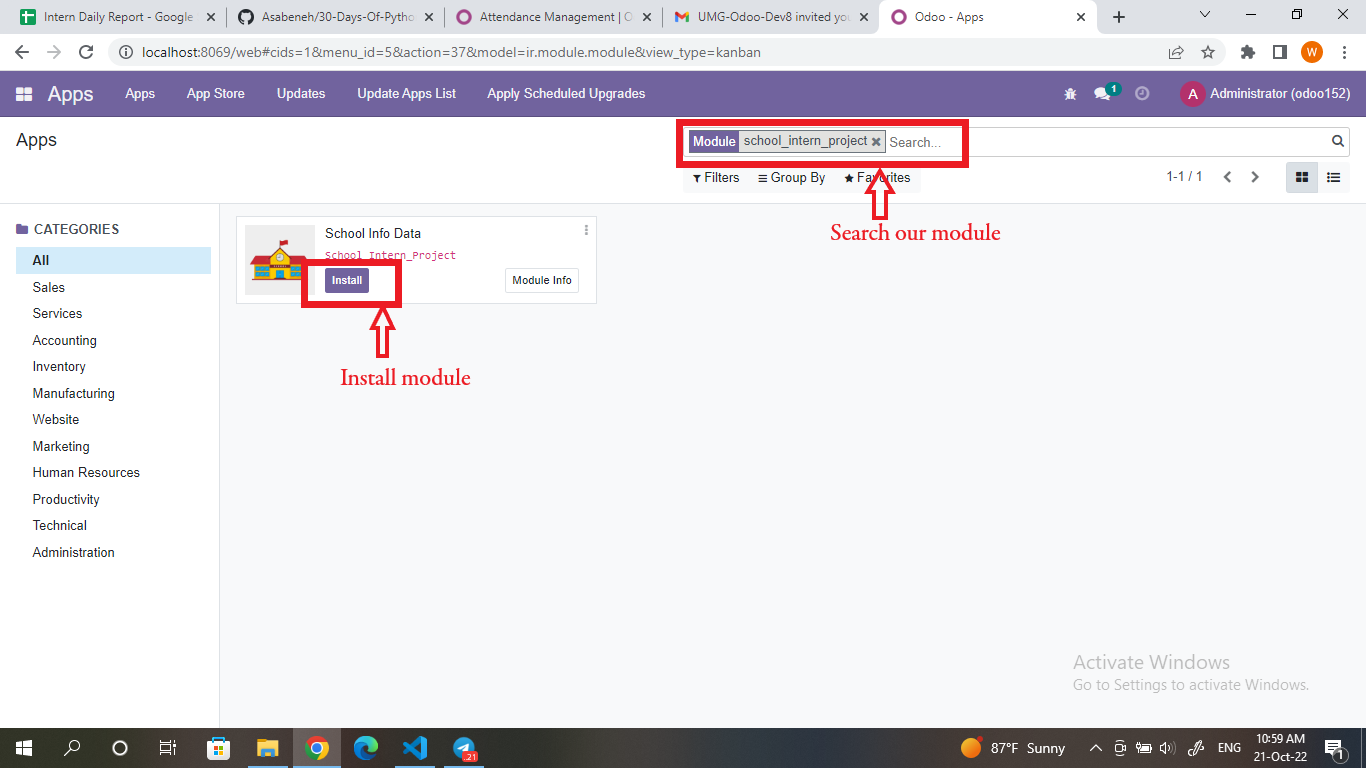 Intern Daily Report - Google
Asabeneh/30-Days-Of-Pytho
Attendance Management | O
UMG-Odoo-Dev8 invited you
Odoo - Apps
localhost:8069/web#cids=1&menu_id=5&action=37&model=ir.module.module&view_type=kanban
W
Apps
Apps
App Store
Updates
Update Apps List
Apply Scheduled Upgrades
1
A
Administrator (odoo152)
Apps
Module school_intern_project
Search...
Filters
Group By
Favorites
1-1 / 1
Search our module
CATEGORIES
All
Sales
Services
Accounting
Inventory
Manufacturing
Website
Marketing
Human Resources
Productivity
Technical
Administration
School Info Data
School_Intern_Project
Install
Module Info
Install module
Activate Windows
Go to Settings to activate Windows.
.21
87°F Sunny
ENG
10:59 AM
21-Oct-22
1